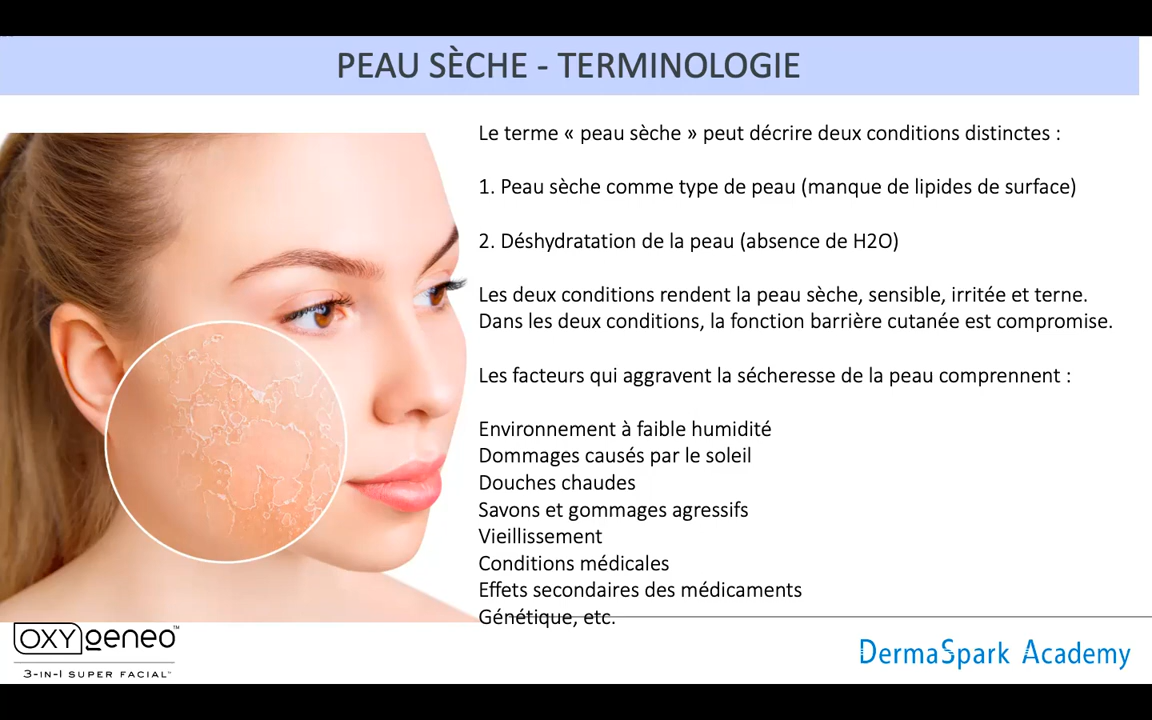 PEAU SÈCHE - TERMINOLOGIE
Le terme « peau sèche » peut décrire deux conditions distinctes :
1. Peau sèche comme type de peau (manque de lipides de surface)
2. Déshydratation de la peau (absence de H2O)
Les deux conditions rendent la peau sèche, sensible, irritée et terne.
Dans les deux conditions, la fonction barrière cutanée est compromise.
Les facteurs qui aggravent la sécheresse de la peau comprennent :
Environnement à faible humidité
Dommages causés par le soleil
Douches chaudes
Savons et gommages agressifs
Vieillissement
Conditions médicales
Effets secondaires des médicaments
Génétique, etc.
OXYgeneo™
3-IN-1 SUPER FACIAL™
DermaSpark Academy